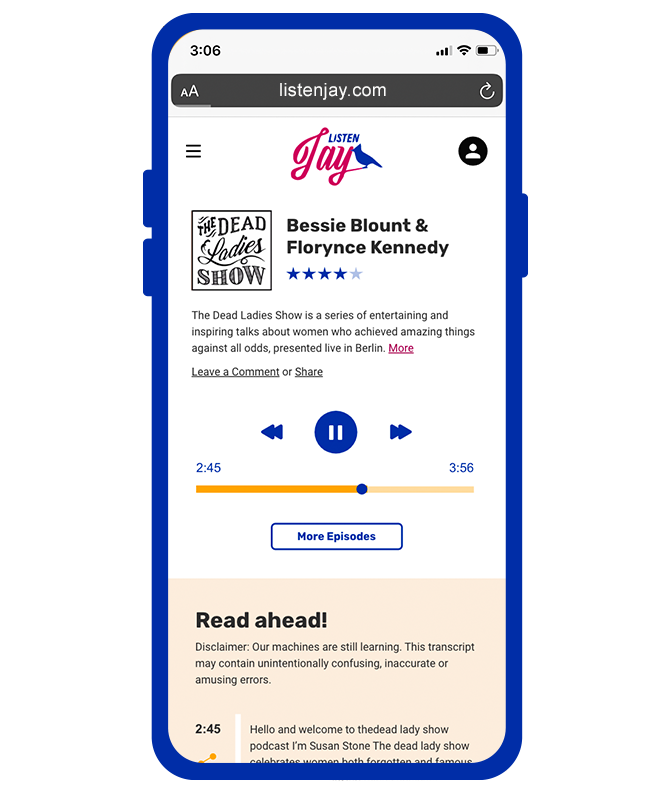 3:06
AA
listenjay.com
LISTEN
Jay
THE DEAD
Ladies
SHOW
Bessie Blount &
Florynce Kennedy
The Dead Ladies Show is a series of entertaining and
inspiring talks about women who achieved amazing things
against all odds, presented live in Berlin. More
Leave a Comment or Share
2:45 3:56
More Episodes
Read ahead!
Disclaimer: Our machines are still learning. This transcript
may contain unintentionally confusing, inaccurate or
amusing errors.
2:45
Hello and welcome to thedead lady show
podcast I'm Susan Stone The dead lady show
celebrates women both forgotten and famous